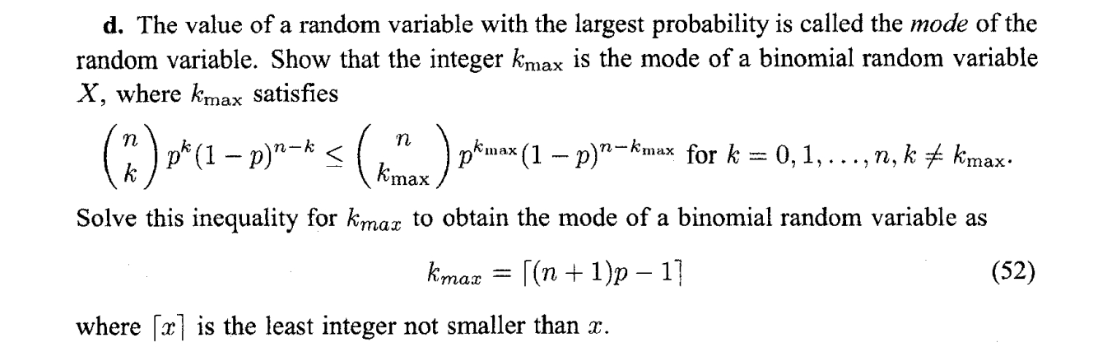 d. The value of a random variable with the largest probability is called the mode of the
random variable. Show that the integer k_max is the mode of a binomial random variable
X, where k_max satisfies
(n k) p^k (1 − p)^{n−k} ≤ (n k_max) p^{k_max} (1 − p)^{n−k_max} for k = 0, 1, . . . , n, k ≠ k_max.
Solve this inequality for k_max to obtain the mode of a binomial random variable as
k_max = ⌈(n + 1)p − 1⌉ (52)
where ⌈x⌉ is the least integer not smaller than x.